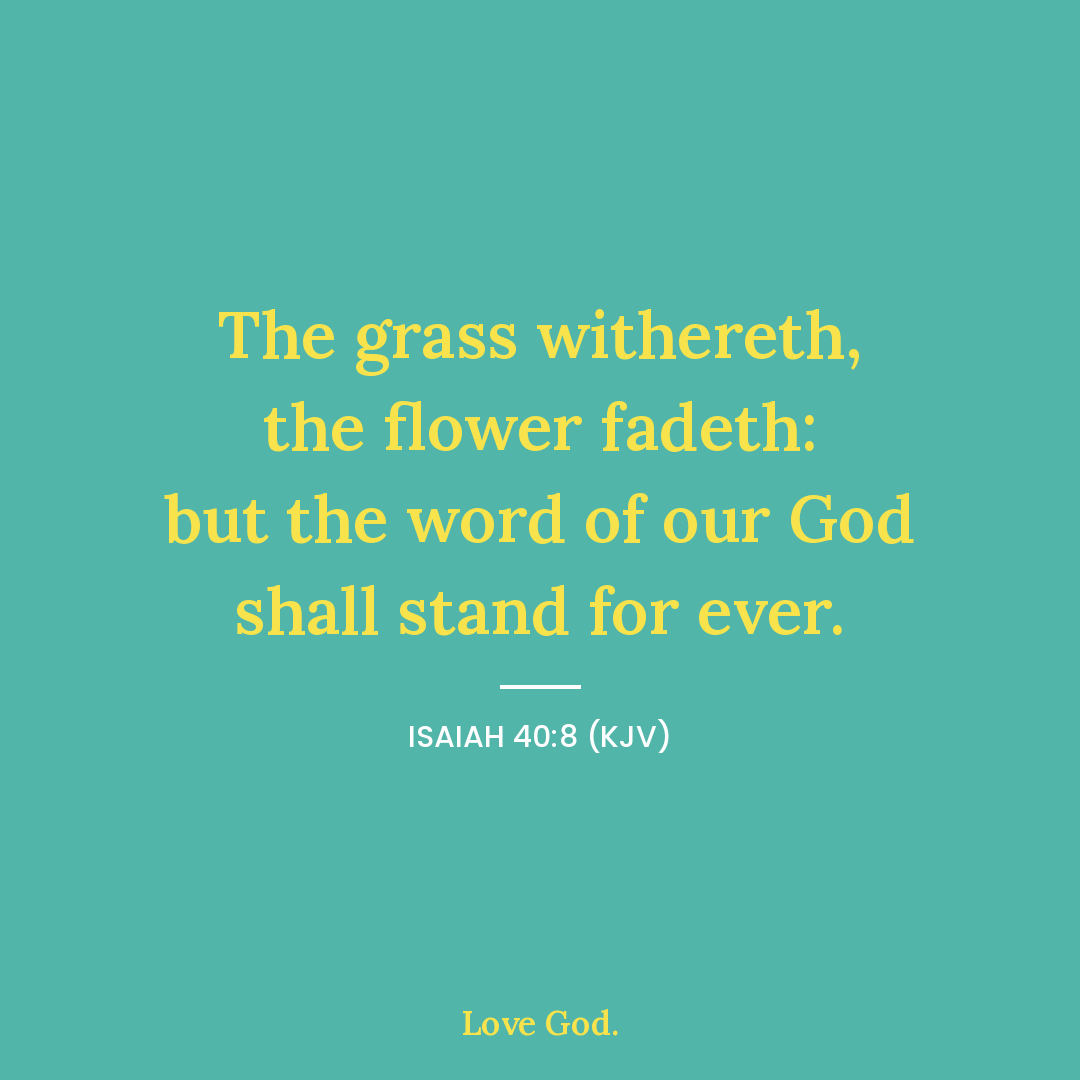 The grass withereth,
the flower fadeth:
but the word of our God
shall stand for ever.
ISAIAH 40:8 (KJV)
Love God.